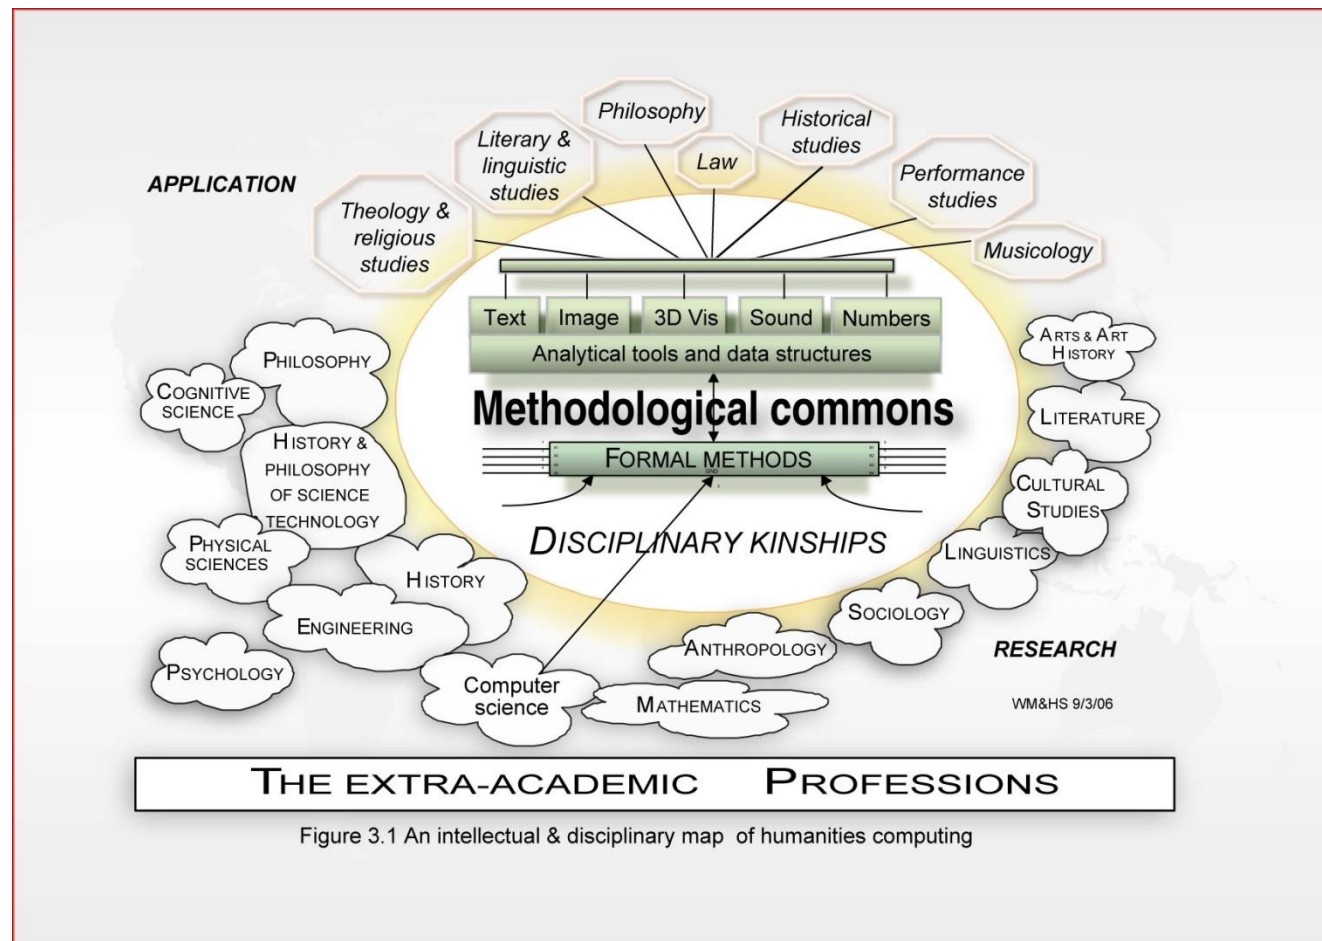 Philosophy
Historical
studies
Literary &
linguistic
studies
Law
APPLICATION
Performance
studies
Theology &
religious
studies
Musicology
Text
Image
3D Vis
Sound
Numbers
Analytical tools and data structures
ARTS & ART
HISTORY
PHILOSOPHY
COGNITIVE
SCIENCE
Methodological commons
LITERATURE
HISTORY &
PHILOSOPHY
OF SCIENCE
TECHNOLOGY
FORMAL METHODS
GND
CULTURAL
STUDIES
PHYSICAL
SCIENCES
DISCIPLINARY KINSHIPS
LINGUISTICS
HISTORY
SOCIOLOGY
ENGINEERING
ANTHROPOLOGY
RESEARCH
PSYCHOLOGY
Computer
science
MATHEMATICS
WM&HS 9/3/06
THE EXTRA-ACADEMIC PROFESSIONS
Figure 3.1 An intellectual & disciplinary map of humanities computing